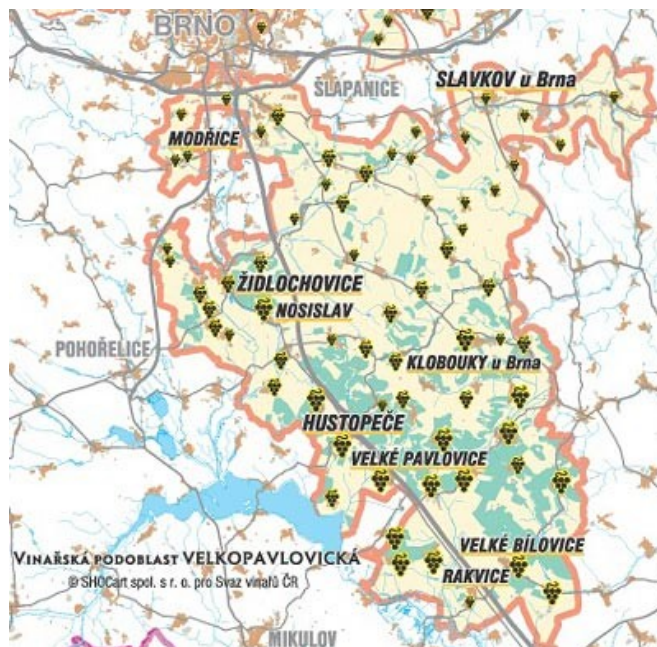 BRNO
ŠLAPANICE
SLAVKOV u Brna
MODŘICE
ŽIDLOCHOVICE
NOSISLAV
POHOŘELICE
KLOBOUKY u Brna
HUSTOPEČE
VELKÉ PAVLOVICE
VELKÉ BÍLOVICE
VINAŘSKÁ PODOBLAST VELKOPAVLOVICKÁ
RAKVICE
© SHOCart spol. s r. o. pro Svaz vinařů ČR
MIKULOV